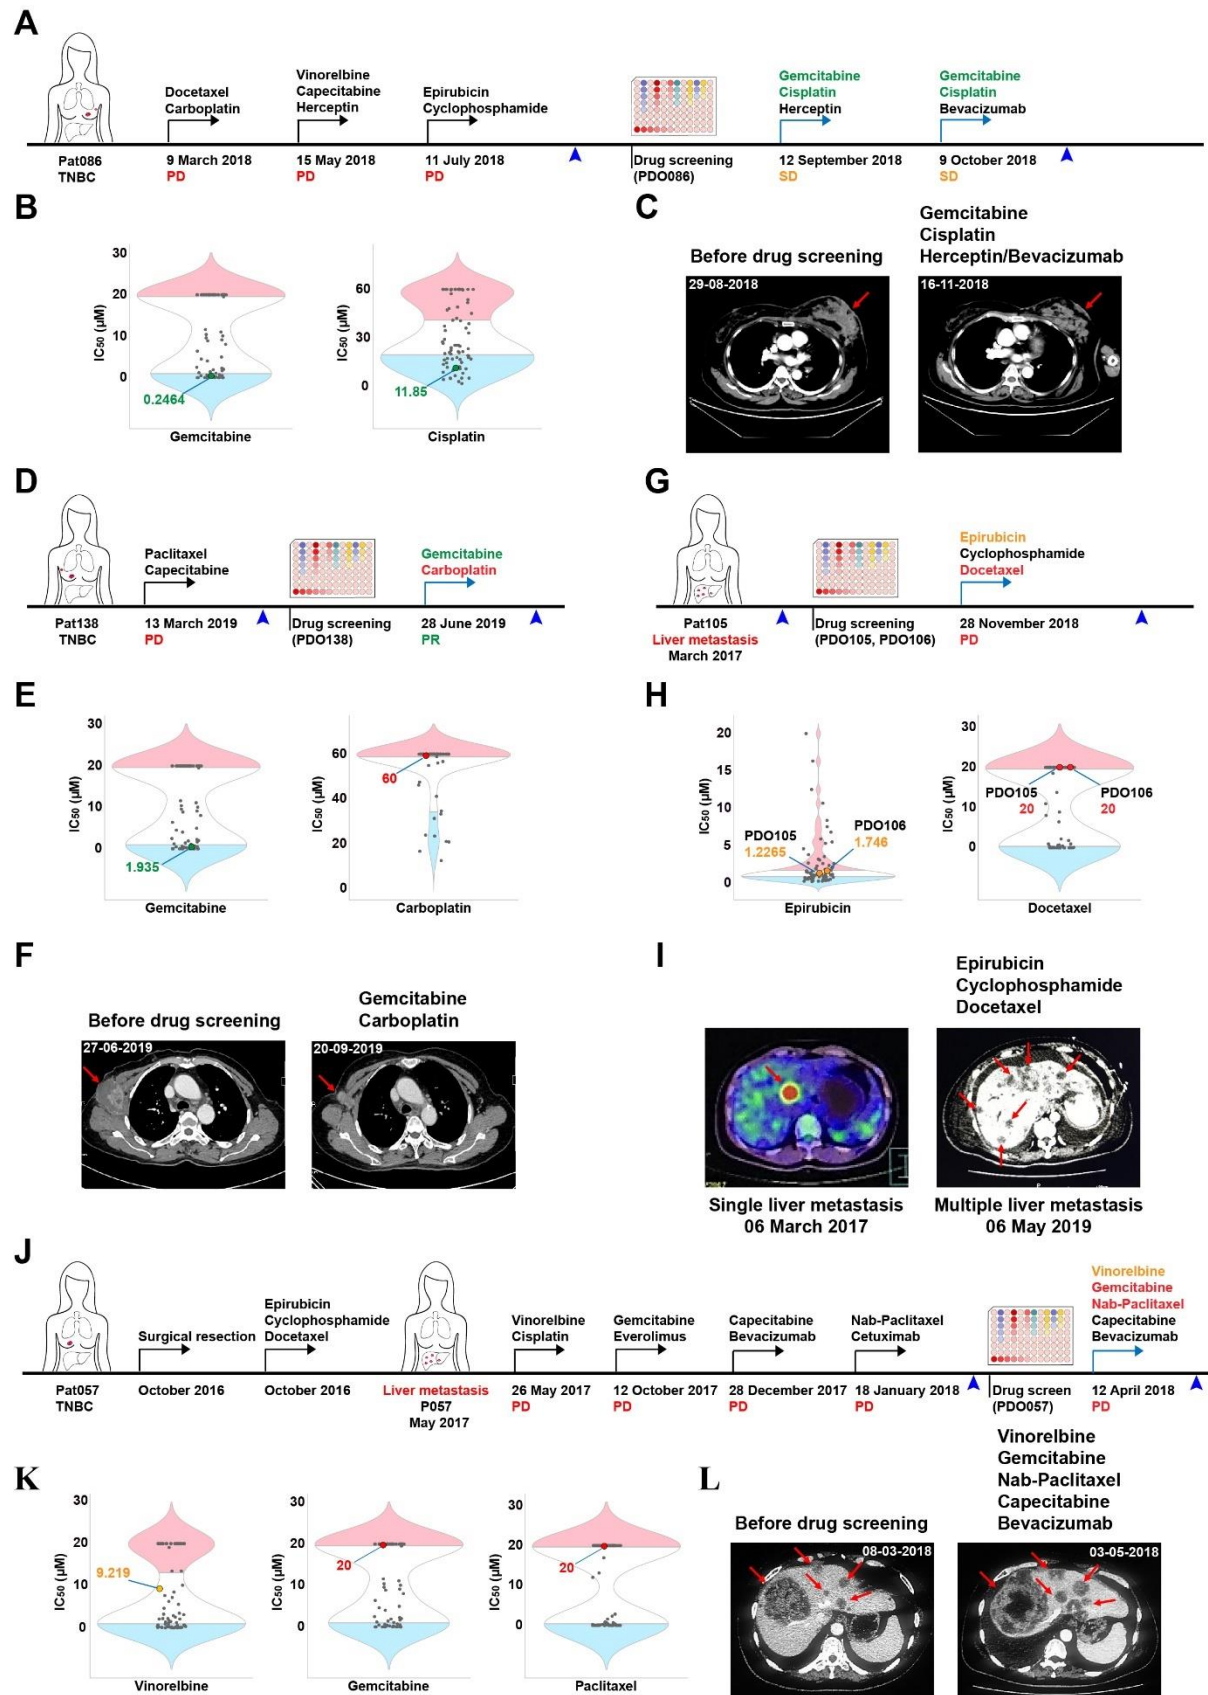 A
Docetaxel
Carboplatin
Vinorelbine
Capecitabine
Herceptin
Epirubicin
Cyclophosphamide
Gemcitabine
Cisplatin
Herceptin
Gemcitabine
Cisplatin
Bevacizumab
Pat086
TNBC
9 March 2018
PD
15 May 2018
PD
11 July 2018
PD
Drug screening
(PDO086)
12 September 2018
SD
9 October 2018
SD
B
IC50 (µM)
30
20
10
0
0.2464
Gemcitabine
IC50 (µM)
60
30
0
11.85
Cisplatin
C
Before drug screening
29-08-2018
Gemcitabine
Cisplatin
Herceptin/Bevacizumab
16-11-2018
D
Paclitaxel
Capecitabine
Gemcitabine
Carboplatin
Pat138
TNBC
13 March 2019
PD
Drug screening
(PDO138)
28 June 2019
PR
G
Epirubicin
Cyclophosphamide
Docetaxel
Pat105
Liver metastasis
March 2017
Drug screening
(PDO105, PDO106)
28 November 2018
PD
E
IC50 (µM)
30
20
10
0
1.935
Gemcitabine
IC50 (µM)
60
40
20
0
60
Carboplatin
H
IC50 (µM)
20
15
10
5
0
PDO105
1.2265
PDO106
1.746
Epirubicin
IC50 (µM)
30
20
10
0
PDO105
20
PDO106
20
Docetaxel
F
Before drug screening
27-06-2019
Gemcitabine
Carboplatin
20-09-2019
I
Epirubicin
Cyclophosphamide
Docetaxel
Single liver metastasis
06 March 2017
Multiple liver metastasis
06 May 2019
J
Surgical resection
Epirubicin
Cyclophosphamide
Docetaxel
Vinorelbine
Cisplatin
Gemcitabine
Everolimus
Capecitabine
Bevacizumab
Nab-Paclitaxel
Cetuximab
Vinorelbine
Gemcitabine
Nab-Paclitaxel
Capecitabine
Bevacizumab
Pat057
TNBC
October 2016
October 2016
Liver metastasis
P057
May 2017
26 May 2017
PD
12 October 2017
PD
28 December 2017
PD
18 January 2018
PD
Drug screen
(PDO057)
12 April 2018
PD
K
IC50 (µM)
30
20
10
0
9.219
Vinorelbine
IC50 (µM)
30
20
10
0
20
Gemcitabine
IC50 (µM)
30
20
10
0
20
Paclitaxel
L
Before drug screening
08-03-2018
Vinorelbine
Gemcitabine
Nab-Paclitaxel
Capecitabine
Bevacizumab
03-05-2018